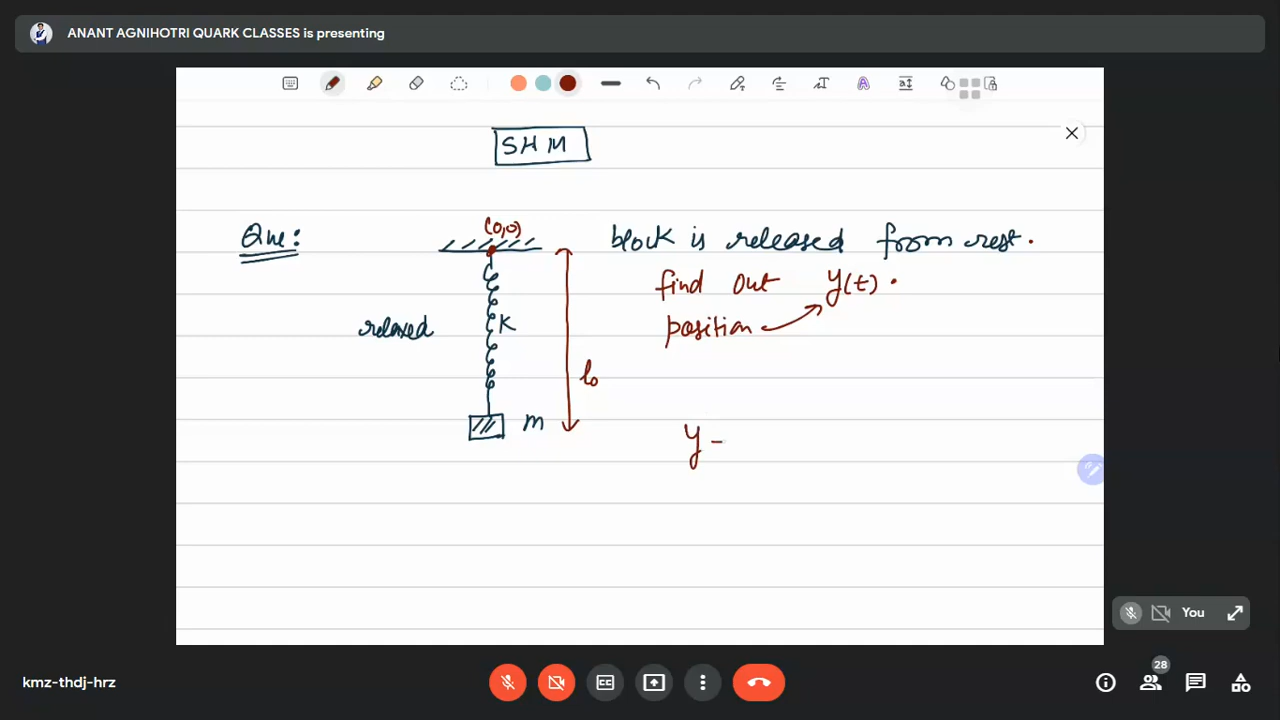 ANANT AGNIHOTRI QUARK CLASSES is presenting
SHM
Que:
(0,0)
block is released from rest.
find out y(t).
relaxed
K
position
l₀
m
y -
You
kmz-thdj-hrz
28